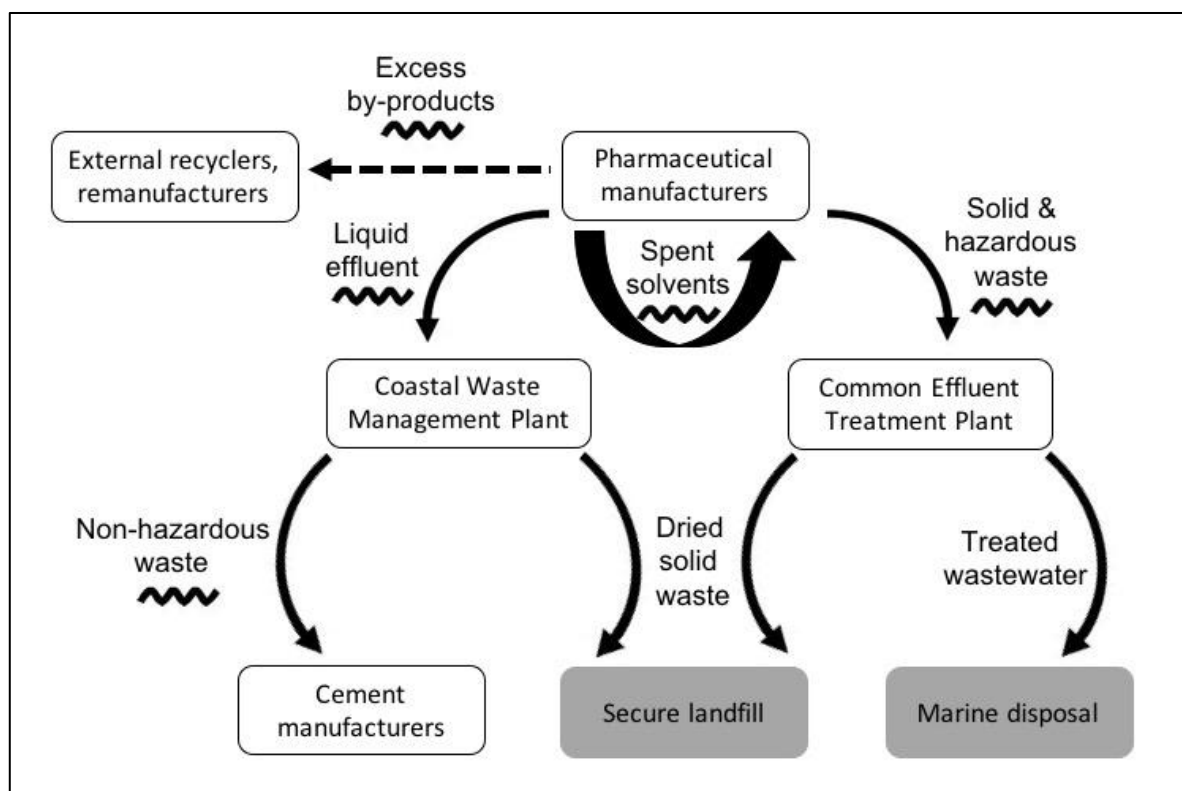 Excess
by-products
External recyclers,
remanufacturers
Pharmaceutical
manufacturers
Liquid
effluent
Spent
solvents
Solid &
hazardous
waste
Coastal Waste
Management Plant
Common Effluent
Treatment Plant
Non-hazardous
waste
Dried
solid
waste
Treated
wastewater
Cement
manufacturers
Secure landfill
Marine disposal